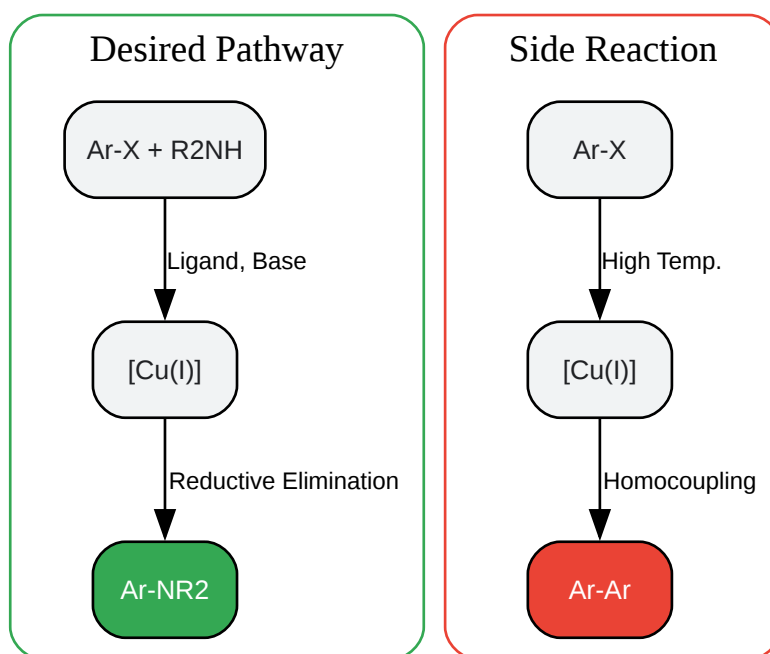 Desired Pathway
Ar-X + R2NH
Ligand, Base
[Cu(I)]
Reductive Elimination
Ar-NR2
Side Reaction
Ar-X
High Temp.
[Cu(I)]
Homocoupling
Ar-Ar